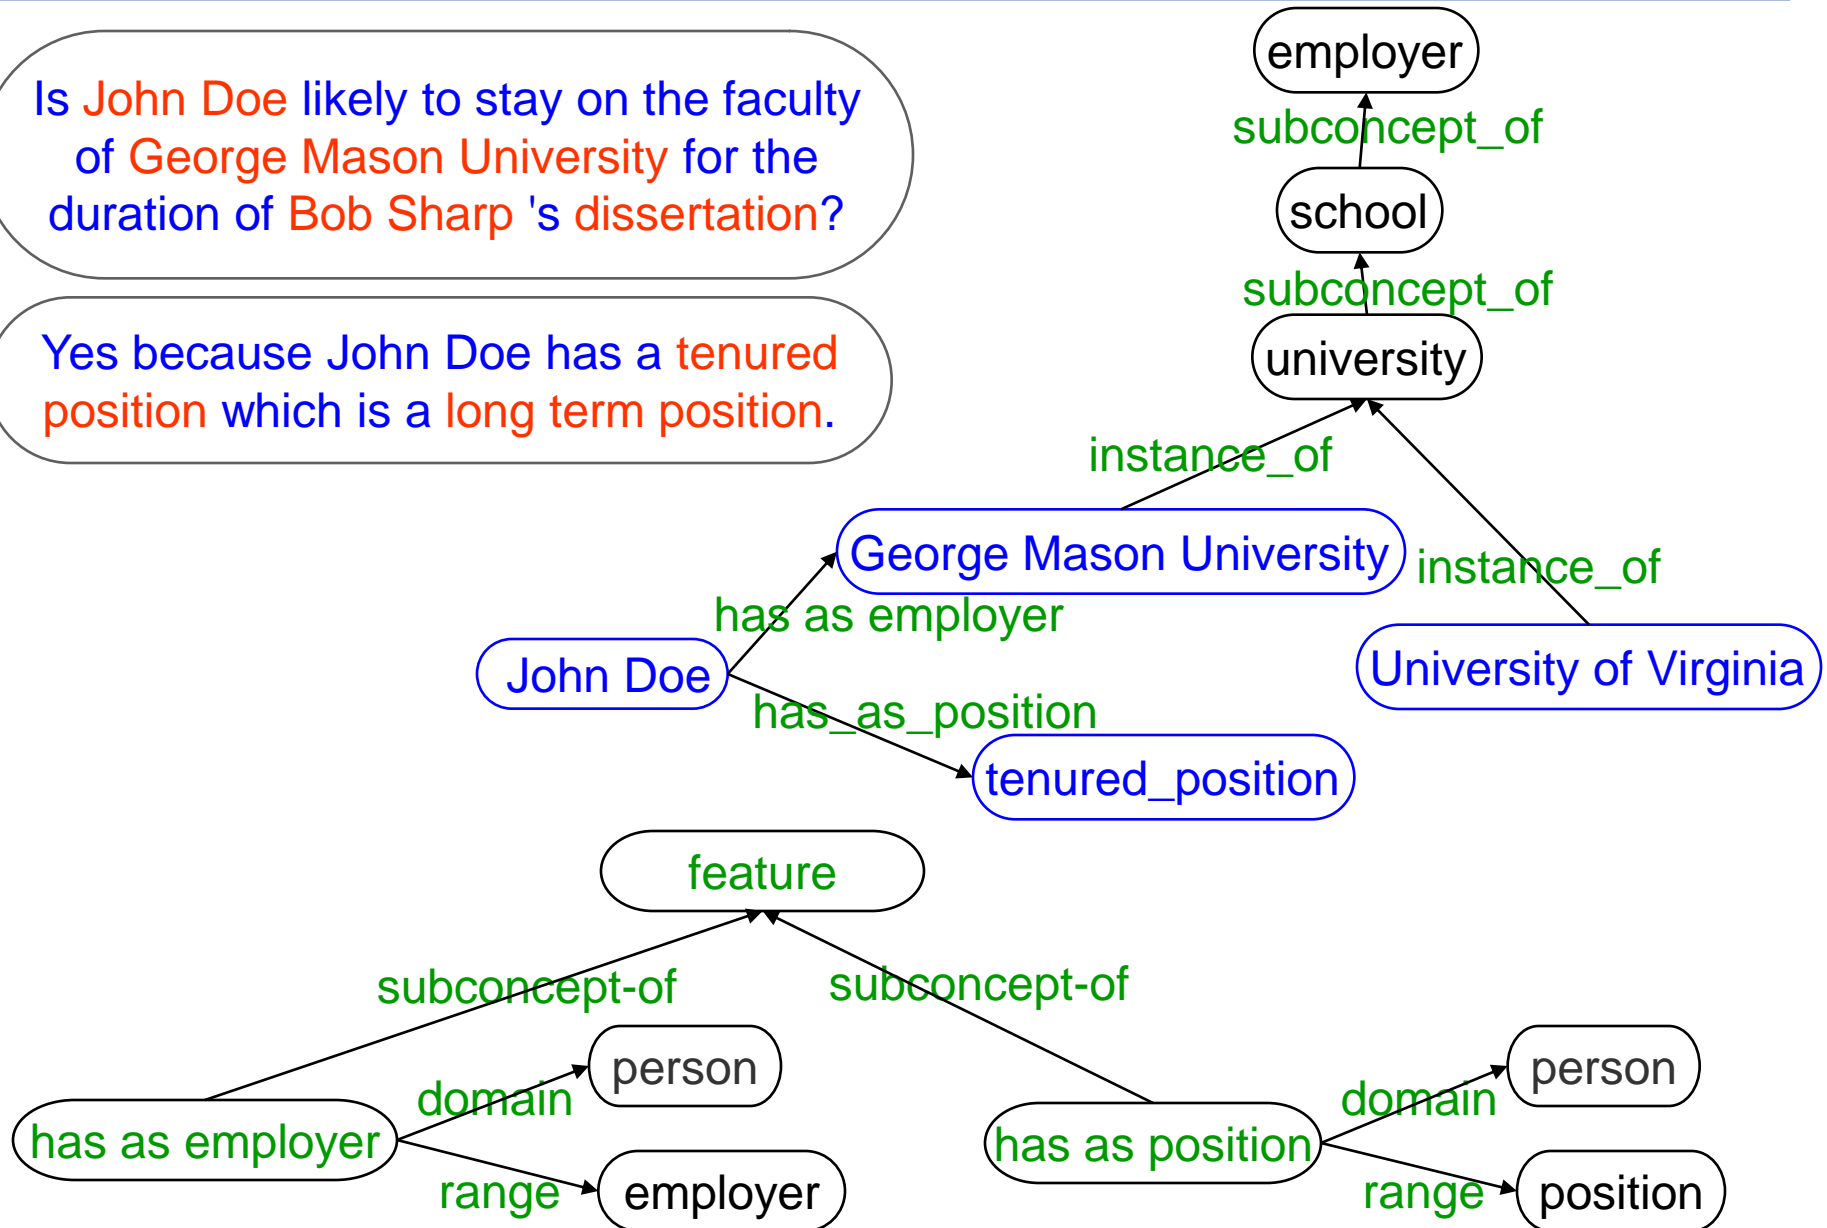 Is John Doe likely to stay on the faculty
of George Mason University for the
duration of Bob Sharp 's dissertation?
Yes because John Doe has a tenured
position which is a long term position.
employer
subconcept_of
school
subconcept_of
university
instance_of
George Mason University
instance_of
has as employer
John Doe
University of Virginia
has_as_position
tenured_position
feature
subconcept-of
subconcept-of
person
person
domain
domain
has as employer
has as position
range
employer
range
position